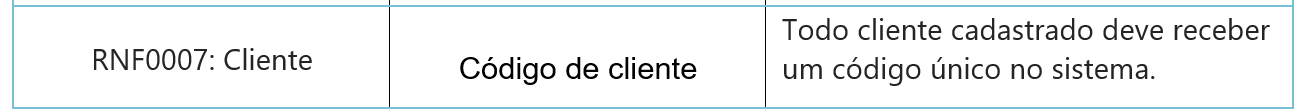 RNF0007: Cliente
Código de cliente
Todo cliente cadastrado deve receber
um código único no sistema.